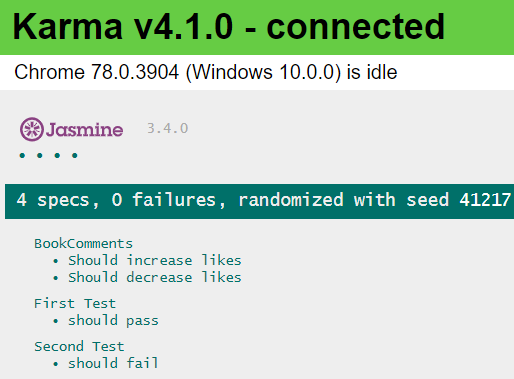 Karma v4.1.0 - connected
Chrome 78.0.3904 (Windows 10.0.0) is idle
Jasmine 3.4.0
• • • •
4 specs, 0 failures, randomized with seed 41217
BookComments
• Should increase likes
• Should decrease likes
First Test
• should pass
Second Test
• should fail